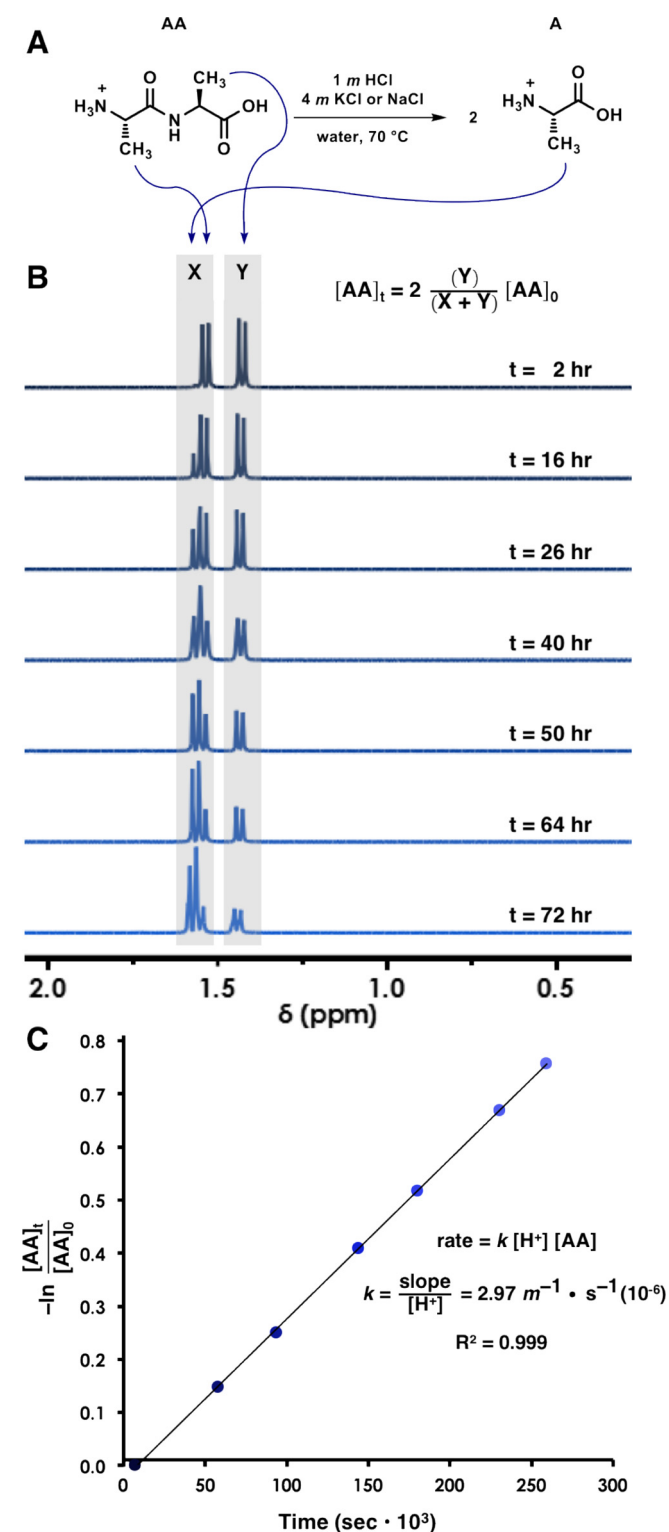 AA
A
A
CH₃
O
OH
H₃N⁺
N
H
O
CH₃
1 m HCl
4 m KCl or NaCl
water, 70 °C
2
H₃N⁺
O
OH
CH₃
B
X
Y
[AA]ₜ = 2 (Y)/(X + Y) [AA]₀
t = 2 hr
t = 16 hr
t = 26 hr
t = 40 hr
t = 50 hr
t = 64 hr
t = 72 hr
2.0 1.5 1.0 0.5
δ (ppm)
C
0.8
0.7
0.6
0.5
0.4
0.3
0.2
0.1
0.0
–ln [AA]ₜ/[AA]₀
rate = k [H⁺] [AA]
k = slope/[H⁺] = 2.97 m⁻¹ • s⁻¹(10⁻⁶)
R² = 0.999
0 50 100 150 200 250 300
Time (sec · 10³)